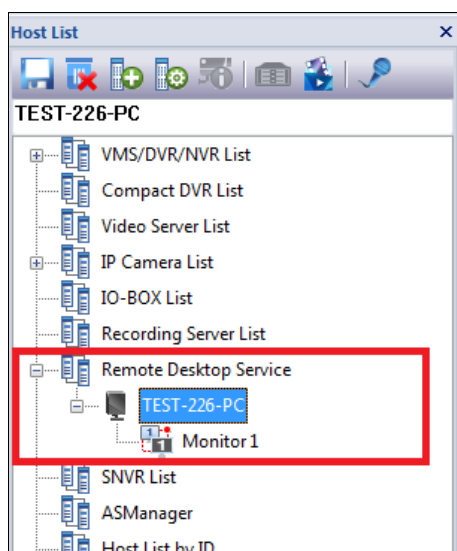 Host List
TEST-226-PC
VMS/DVR/NVR List
Compact DVR List
Video Server List
IP Camera List
IO-BOX List
Recording Server List
Remote Desktop Service
TEST-226-PC
Monitor 1
SNVR List
ASManager
Host List by ID